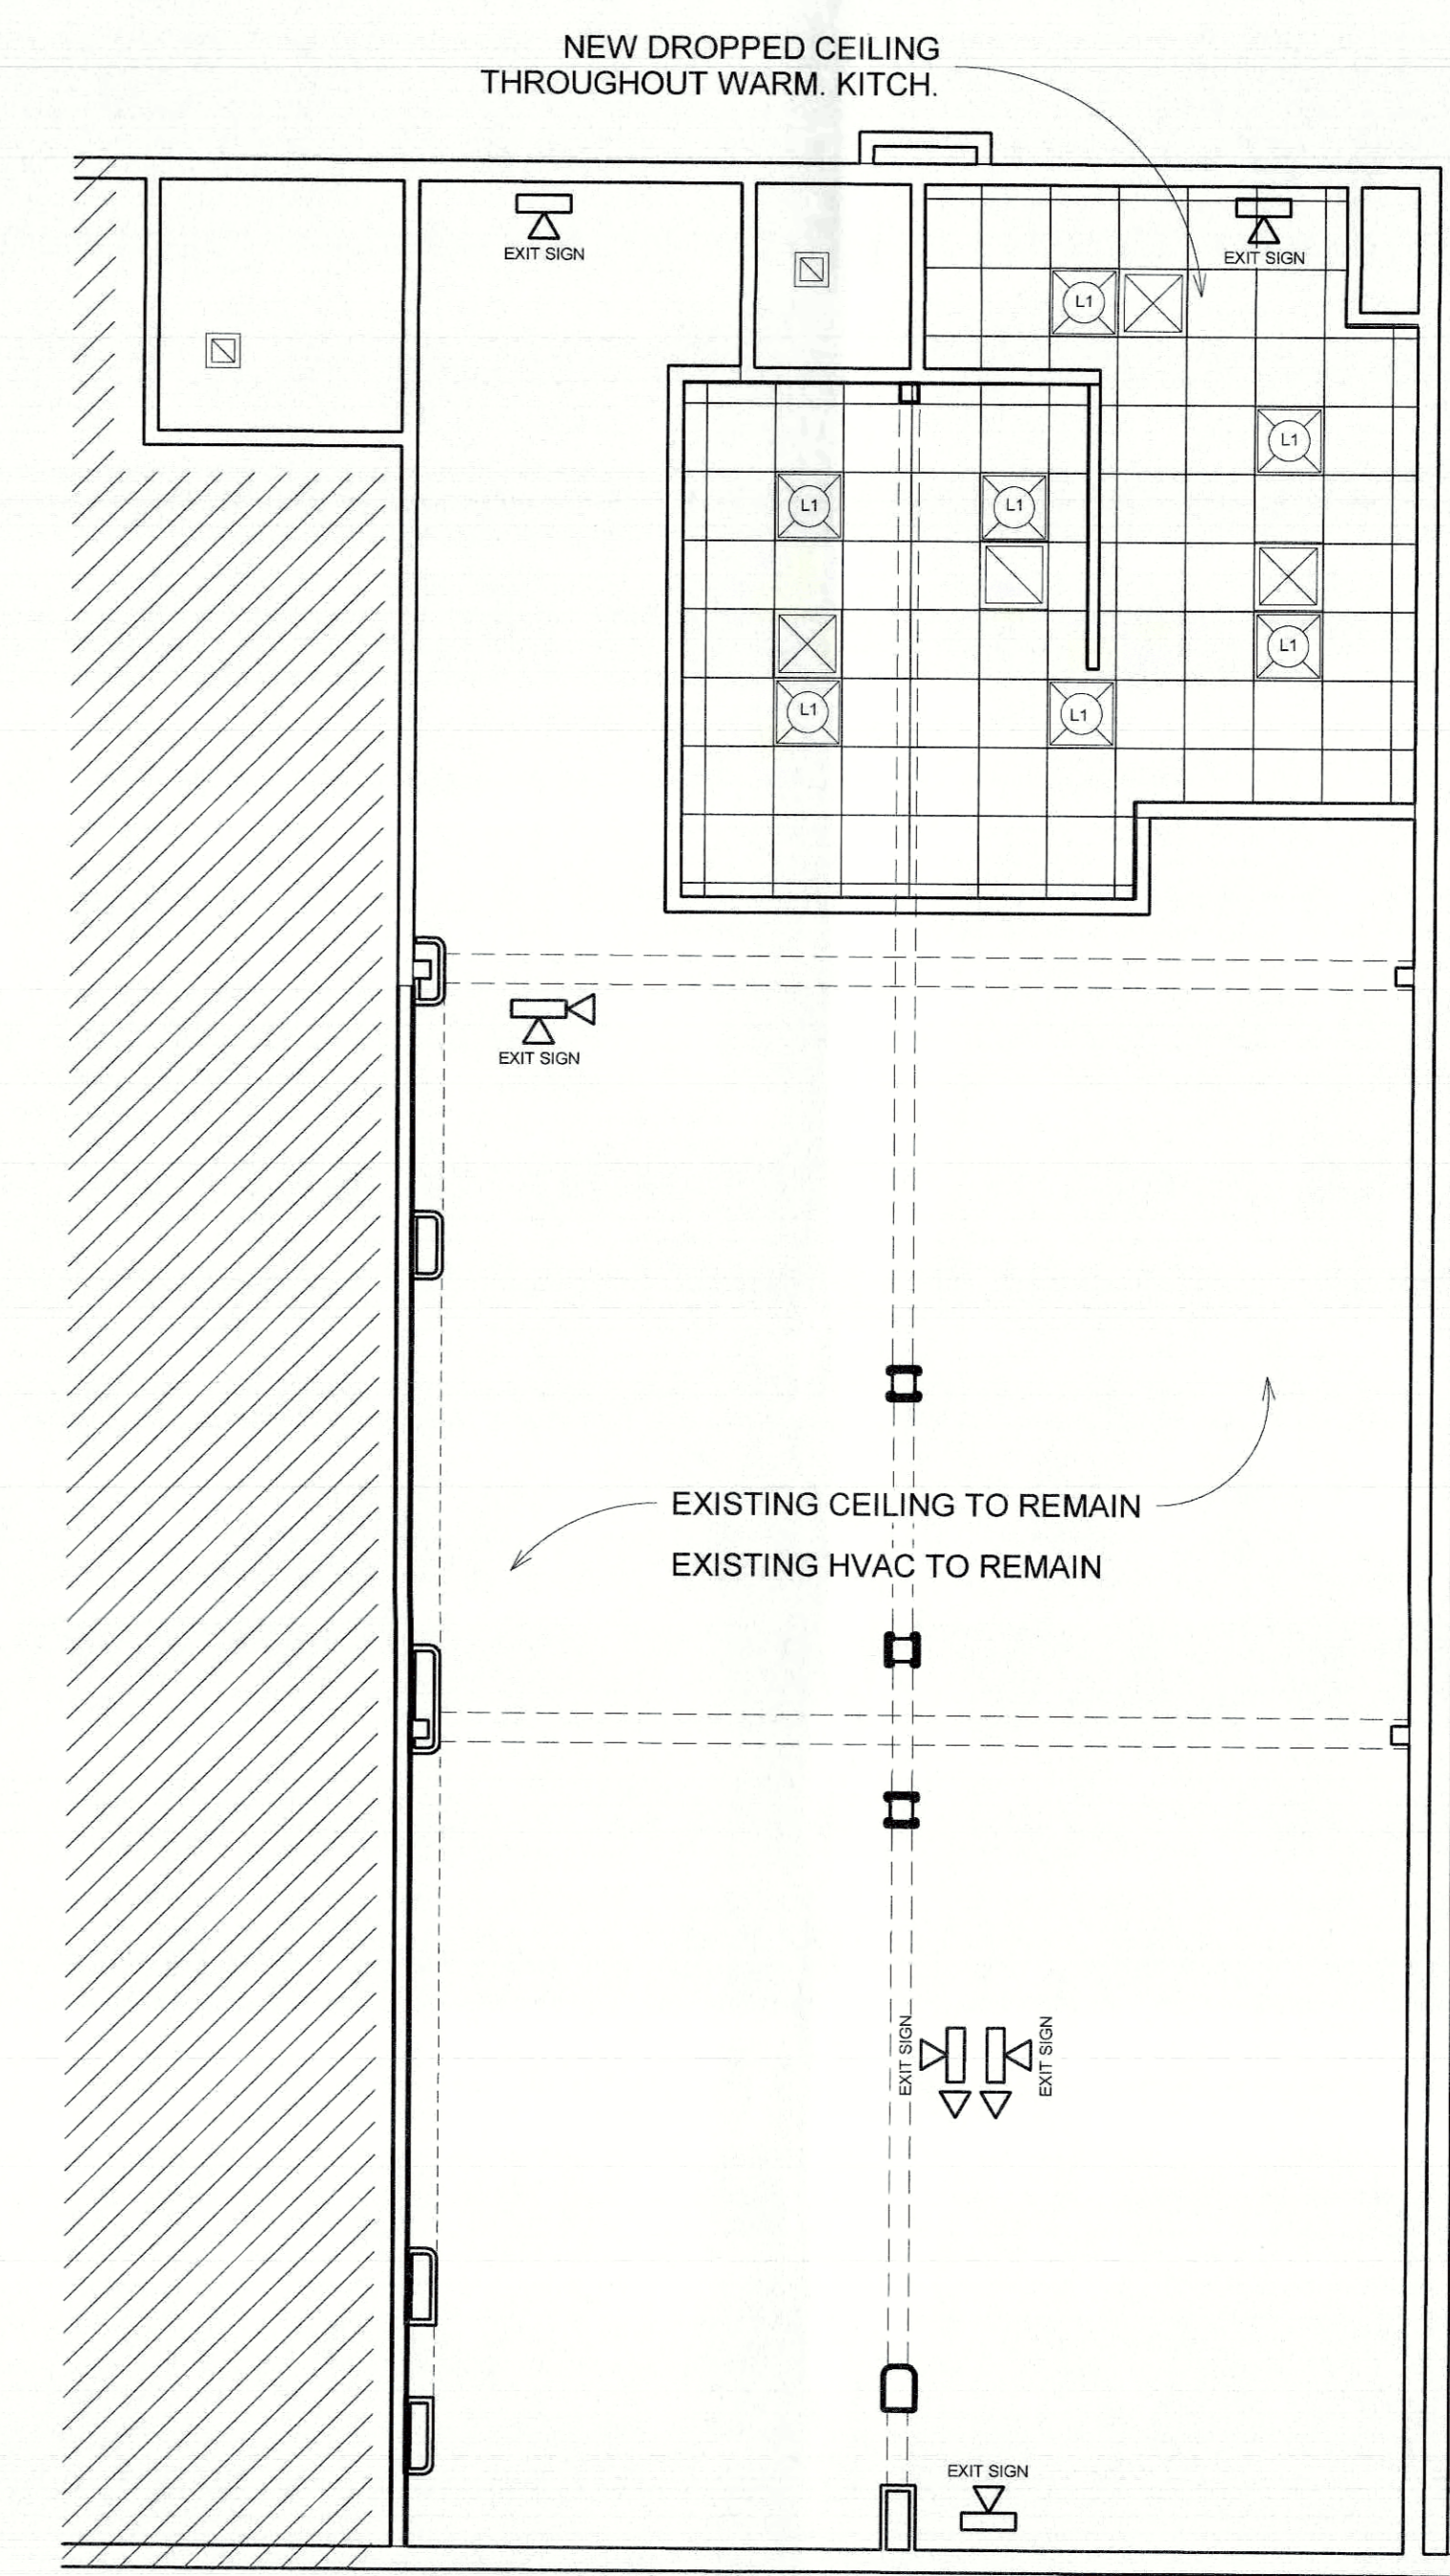 NEW DROPPED CEILING
THROUGHOUT WARM. KITCH.
EXIT SIGN
EXIT SIGN
L1
L1
L1
L1
L1
L1
L1
EXIT SIGN
EXISTING CEILING TO REMAIN
EXISTING HVAC TO REMAIN
EXIT SIGN
EXIT SIGN
EXIT SIGN